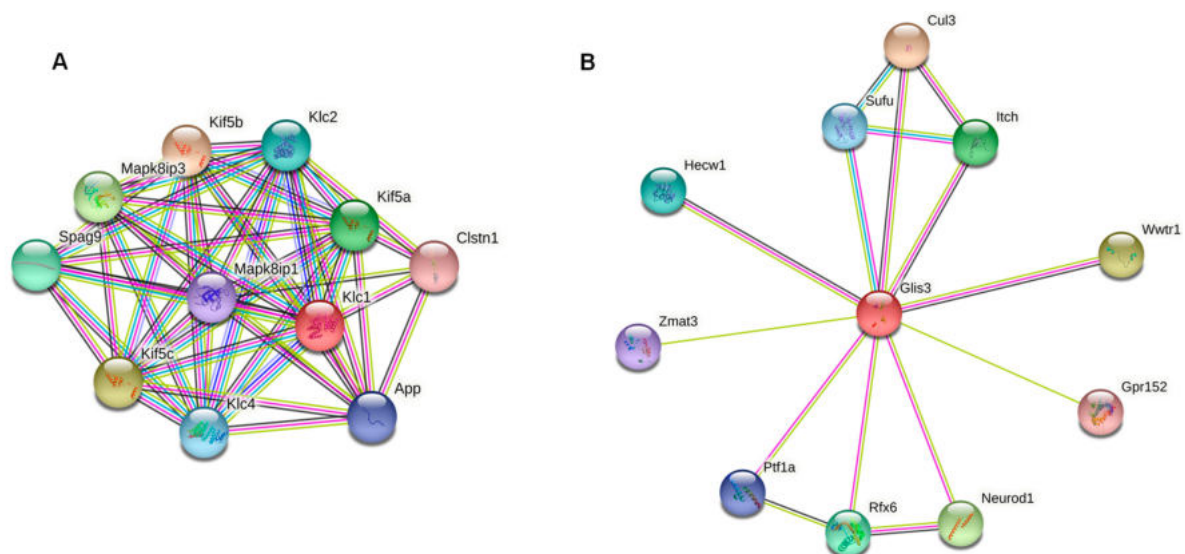 A
Kif5b
Klc2
Mapk8ip3
Kif5a
Spag9
Clstn1
Mapk8ip1
Klc1
Kif5c
App
Klc4
B
Cul3
Sufu
Itch
Hecw1
Wwtr1
Glis3
Zmat3
Gpr152
Ptf1a
Rfx6
Neurod1